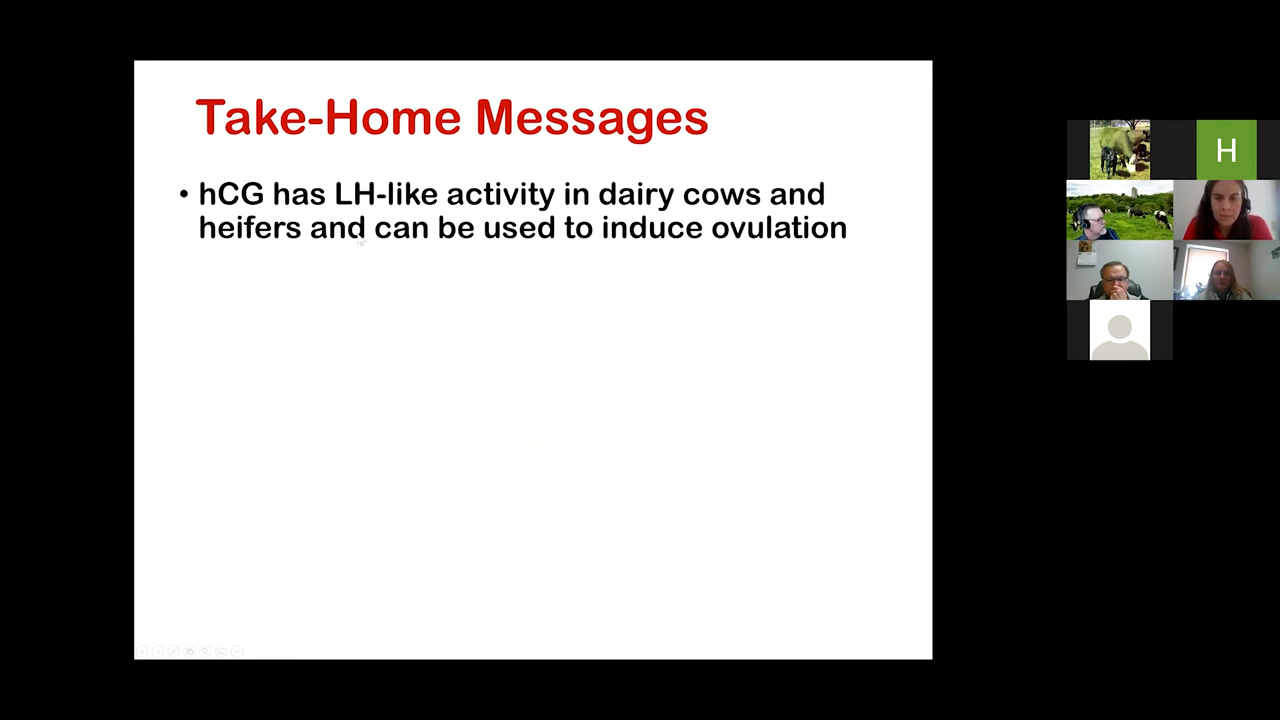 Take-Home Messages
• hCG has LH-like activity in dairy cows and
heifers and can be used to induce ovulation
H